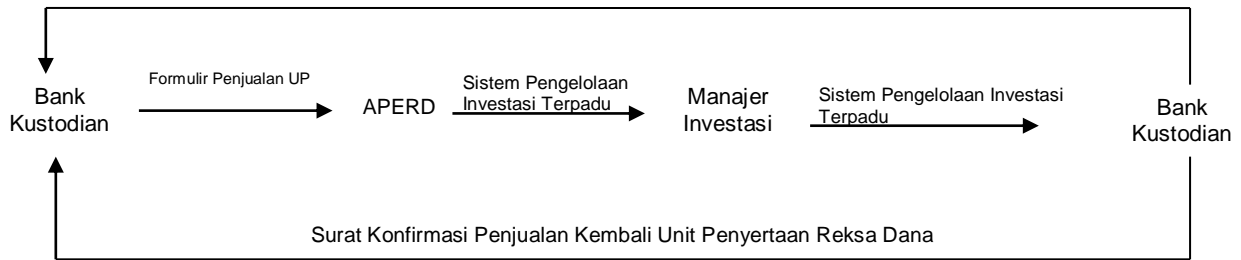 Bank
Kustodian
Formulir Penjualan UP
APERD
Sistem Pengelolaan
Investasi Terpadu
Manajer
Investasi
Sistem Pengelolaan Investasi
Terpadu
Bank
Kustodian
Surat Konfirmasi Penjualan Kembali Unit Penyertaan Reksa Dana